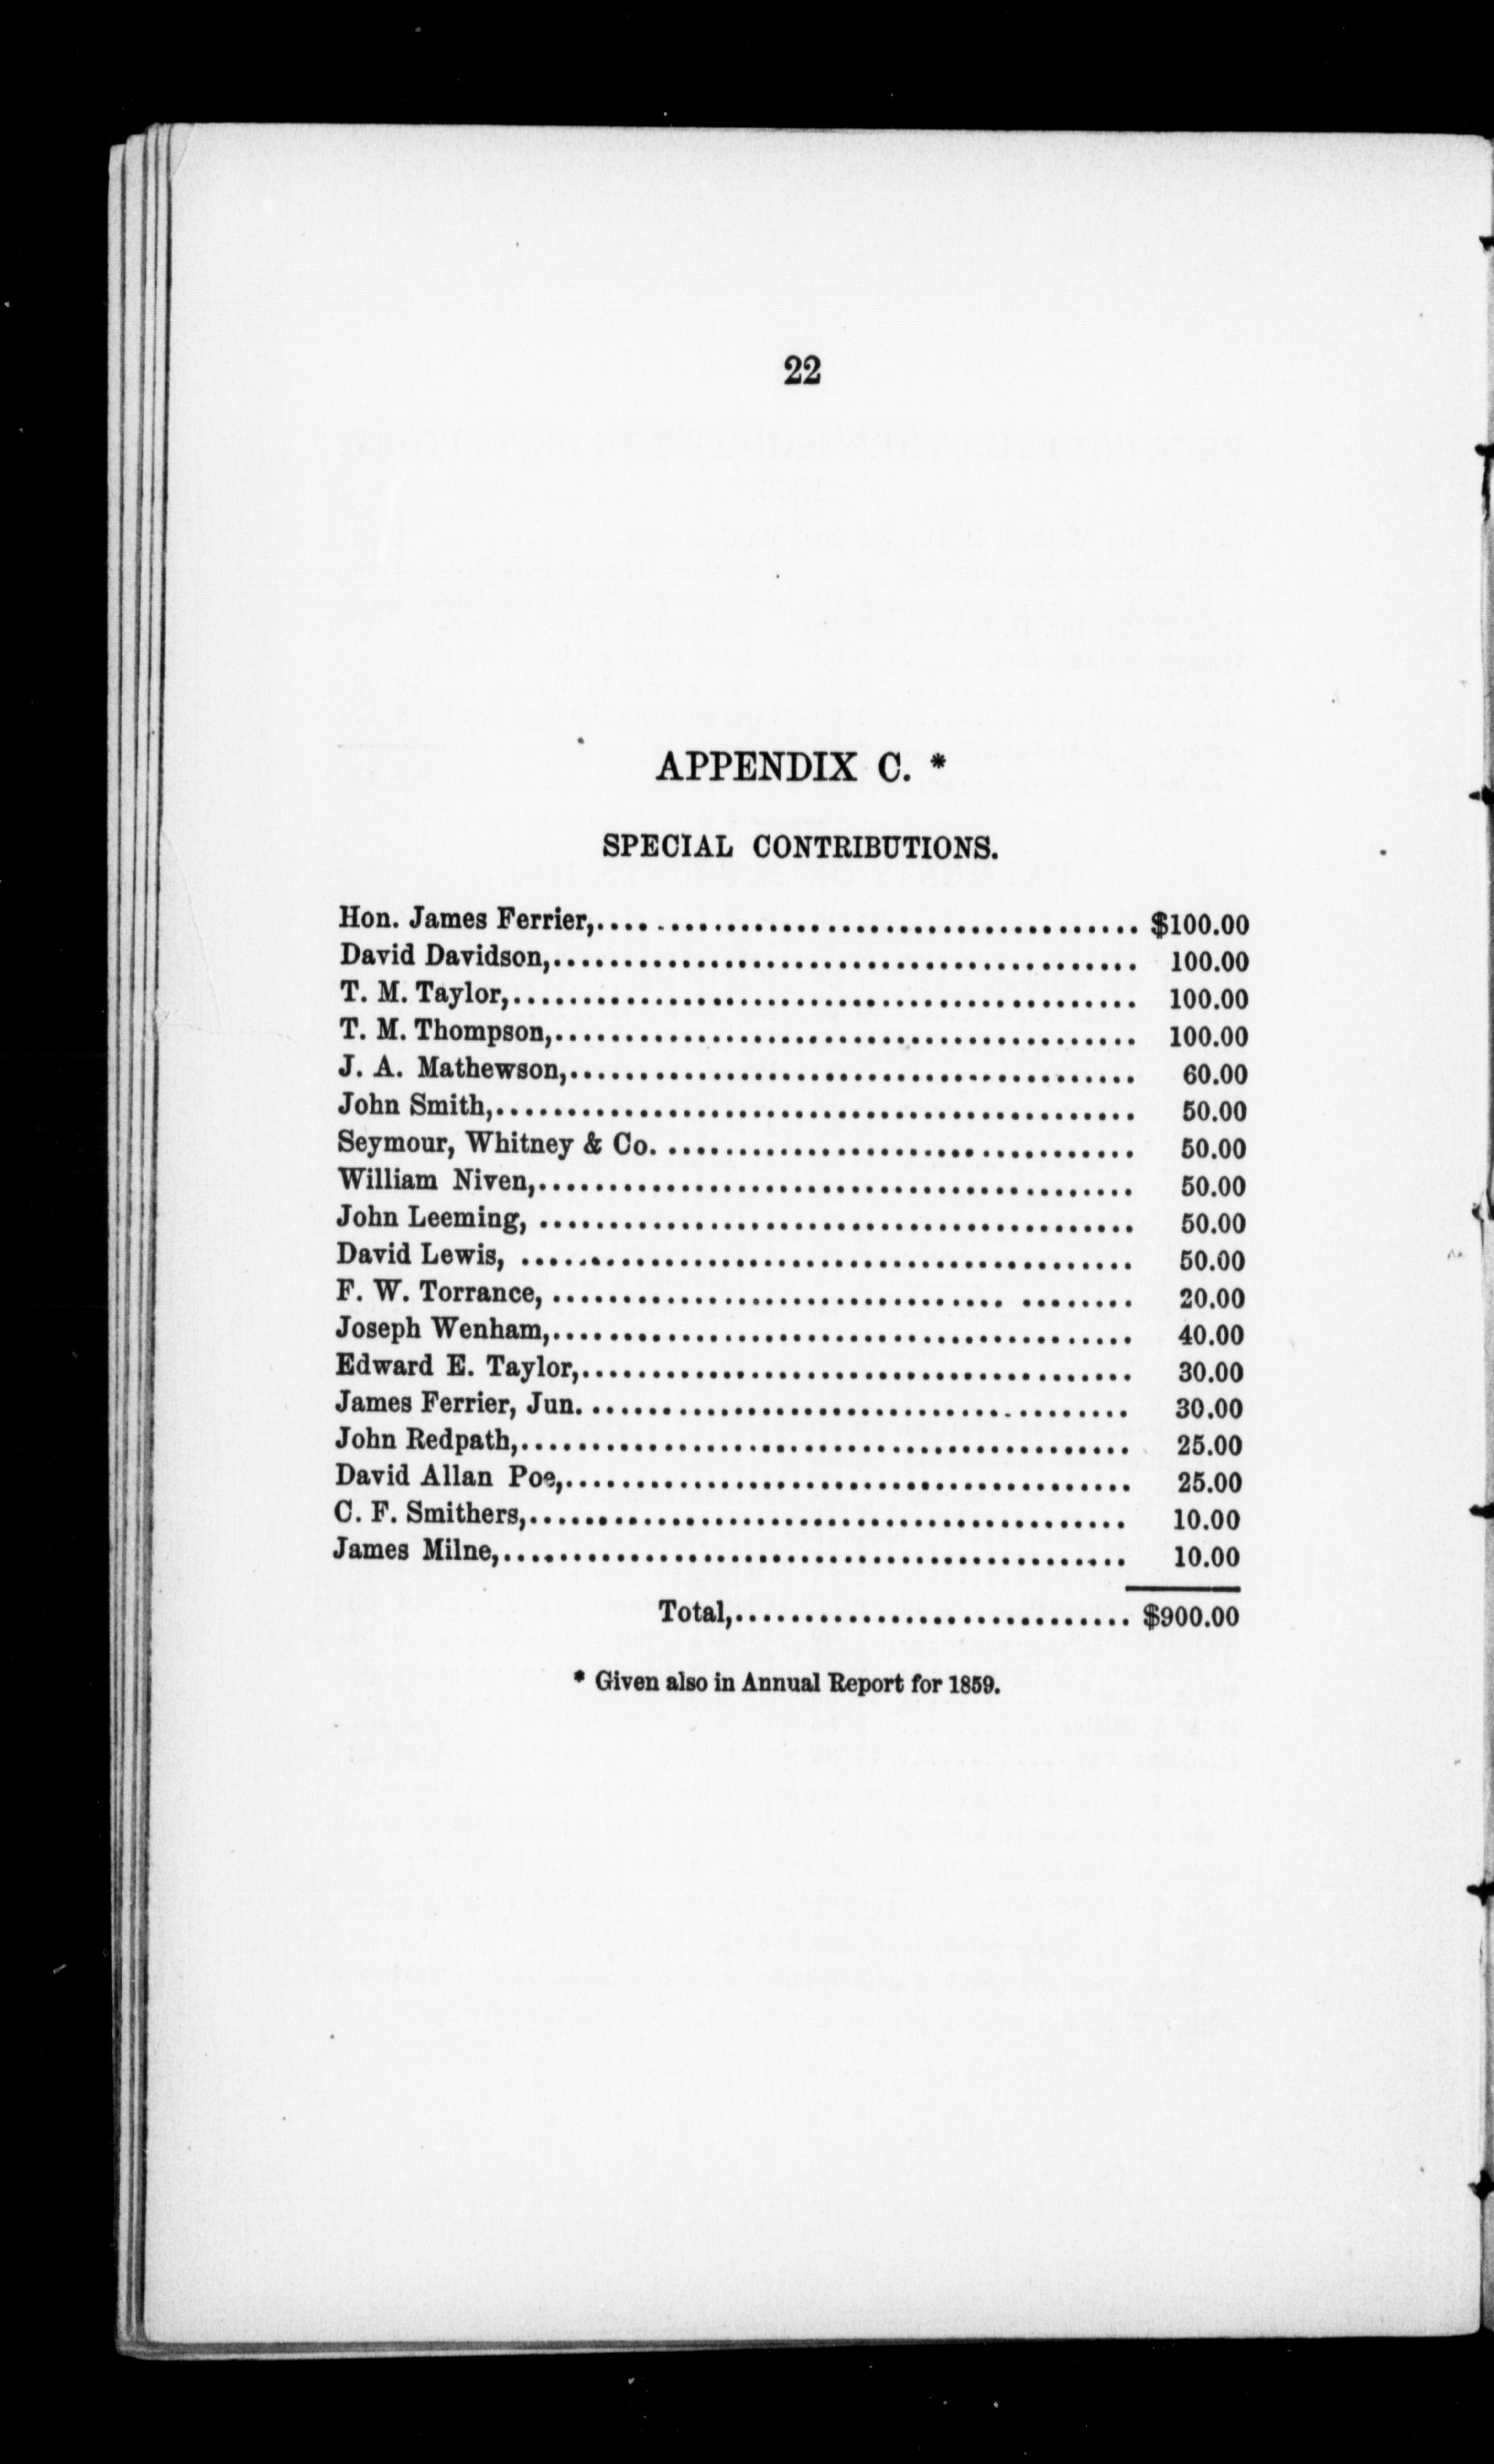 22
APPENDIX C. *
SPECIAL CONTRIBUTIONS.
Hon. James Ferrier,........................................ $100.00
David Davidson,........................................ 100.00
T. M. Taylor,........................................ 100.00
T. M. Thompson,........................................ 100.00
J. A. Mathewson,........................................ 60.00
John Smith,........................................ 50.00
Seymour, Whitney & Co. ........................................ 50.00
William Niven,........................................ 50.00
John Leeming, ........................................ 50.00
David Lewis, ........................................ 50.00
F. W. Torrance, ........................................ 20.00
Joseph Wenham,........................................ 40.00
Edward E. Taylor,........................................ 30.00
James Ferrier, Jun. ........................................ 30.00
John Redpath,........................................ 25.00
David Allan Poe,........................................ 25.00
C. F. Smithers,........................................ 10.00
James Milne,........................................ 10.00
Total,............................ $900.00
* Given also in Annual Report for 1859.